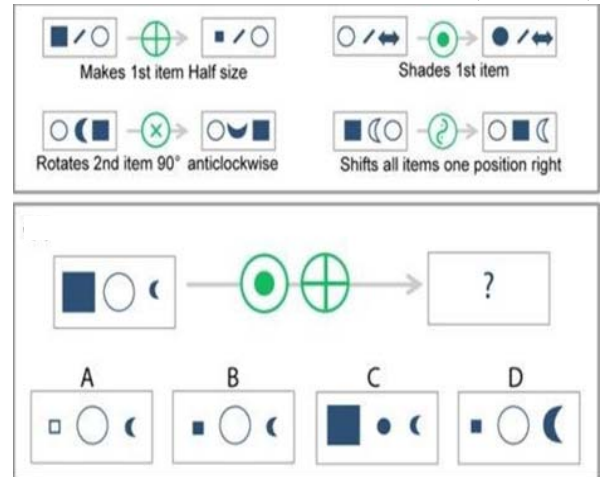 Makes 1st item Half size
Shades 1st item
Rotates 2nd item 90° anticlockwise
Shifts all items one position right
?
A B C D